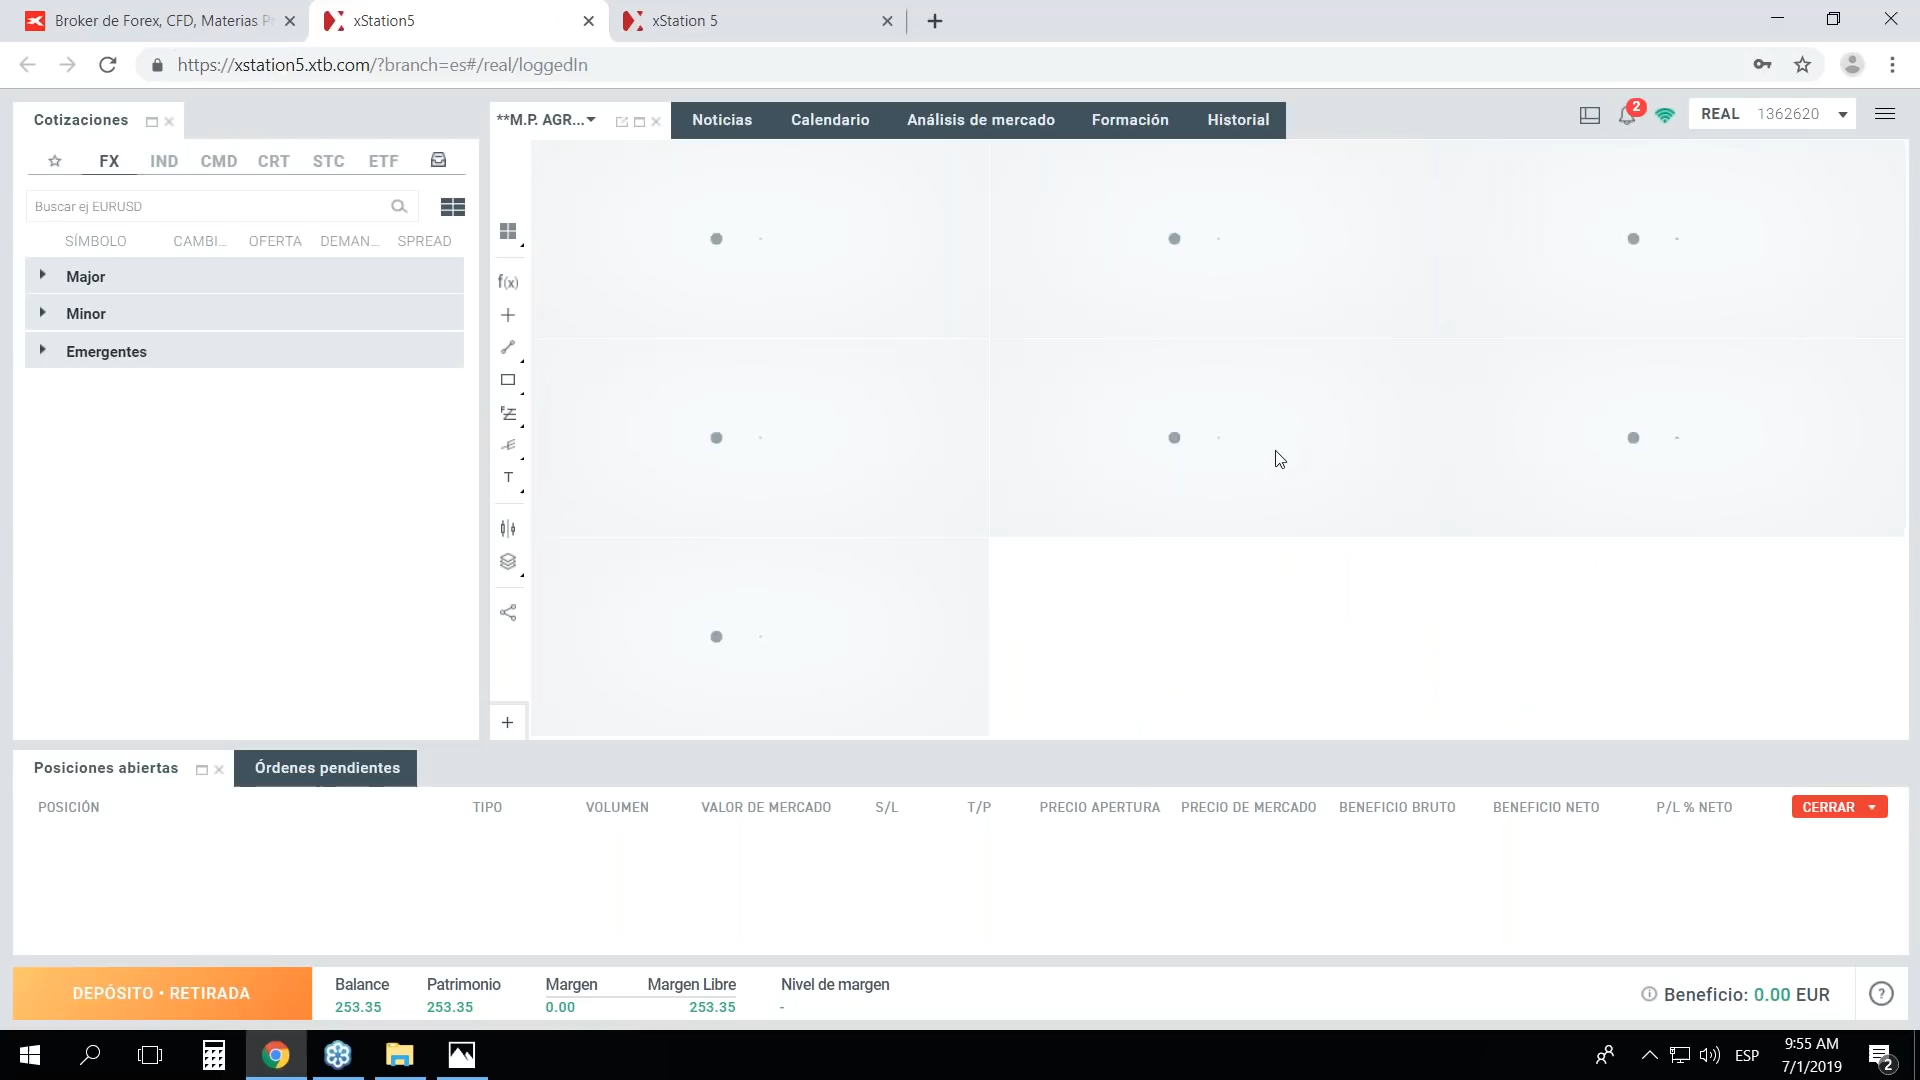 Broker de Forex, CFD, Materias P
xStation5
xStation 5
https://xstation5.xtb.com/?branch=es#/real/loggedIn
Cotizaciones
**M.P. AGR...
Noticias
Calendario
Análisis de mercado
Formación
Historial
2
REAL 1362620
FX IND CMD CRT STC ETF
Buscar ej EURUSD
SÍMBOLO CAMBI... OFERTA DEMAN... SPREAD
Major
Minor
Emergentes
f(x)
T
Posiciones abiertas
Órdenes pendientes
POSICIÓN TIPO VOLUMEN VALOR DE MERCADO S/L T/P PRECIO APERTURA PRECIO DE MERCADO BENEFICIO BRUTO BENEFICIO NETO P/L % NETO CERRAR
DEPÓSITO • RETIRADA
Balance Patrimonio Margen Margen Libre Nivel de margen
253.35 253.35 0.00 253.35 -
Beneficio: 0.00 EUR
?
ESP
9:55 AM
7/1/2019
2